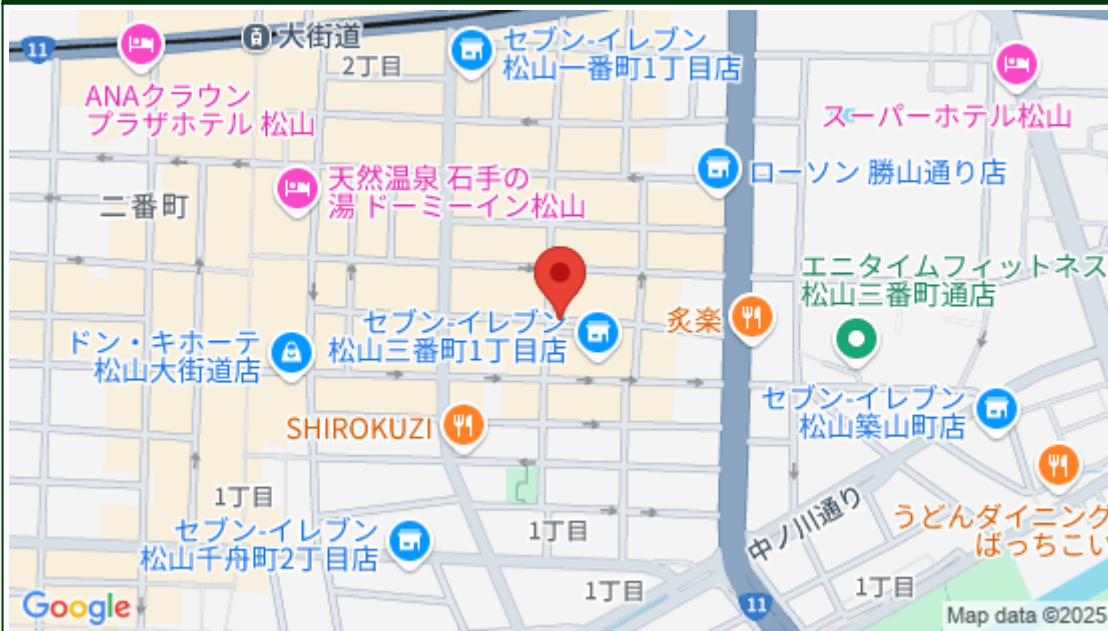 11
大街道
2丁目
セブン-イレブン
松山一番町1丁目店
ANAクラウン
プラザホテル 松山
スーパーホテル松山
天然温泉 石手の
湯 ドーミーイン松山
ローソン 勝山通り店
二番町
エニタイムフィットネス
松山三番町通店
セブン-イレブン
松山三番町1丁目店
炙楽
ドン・キホーテ
松山大街道店
セブン-イレブン
松山築山町店
SHIROKUZI
1丁目
セブン-イレブン
松山千舟町2丁目店
1丁目
中ノ川通り
うどんダイニング
ばっちこい
1丁目
1丁目
11
Google
Map data ©2025